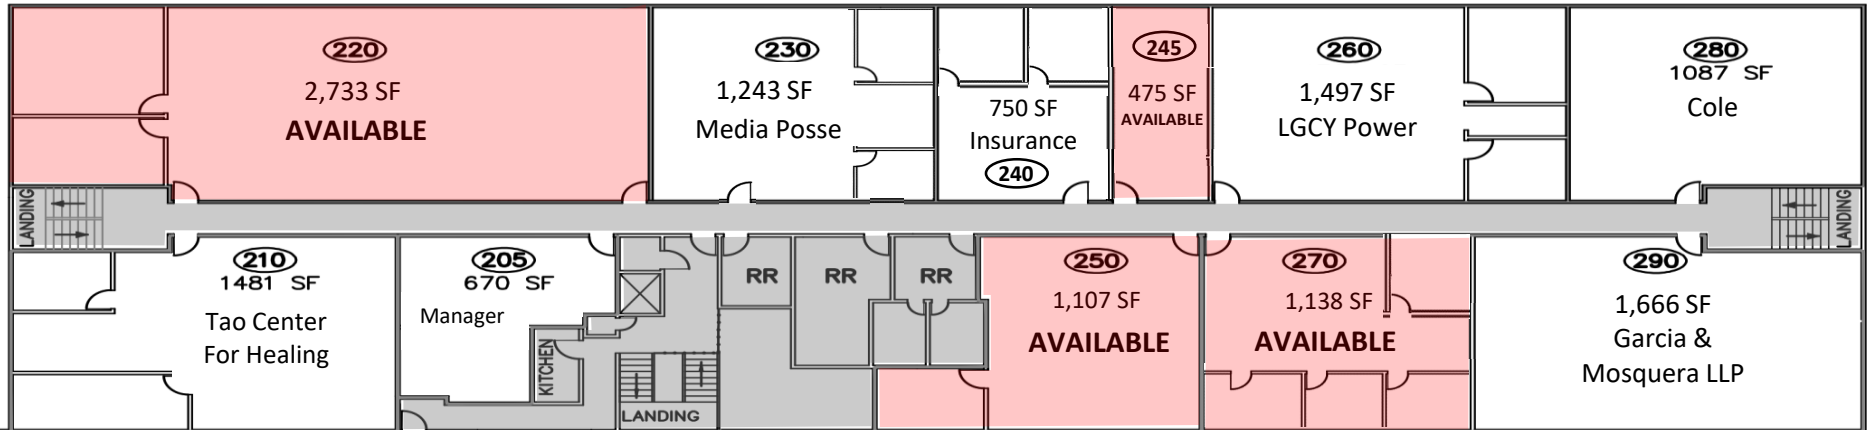 220
2,733 SF
AVAILABLE
230
1,243 SF
Media Posse
750 SF
Insurance
240
245
475 SF
AVAILABLE
260
1,497 SF
LGCY Power
280
1087 SF
Cole
LANDING
LANDING
210
1481 SF
Tao Center
For Healing
205
670 SF
Manager
KITCHEN
LANDING
RR
RR
RR
250
1,107 SF
AVAILABLE
270
1,138 SF
AVAILABLE
290
1,666 SF
Garcia &
Mosquera LLP